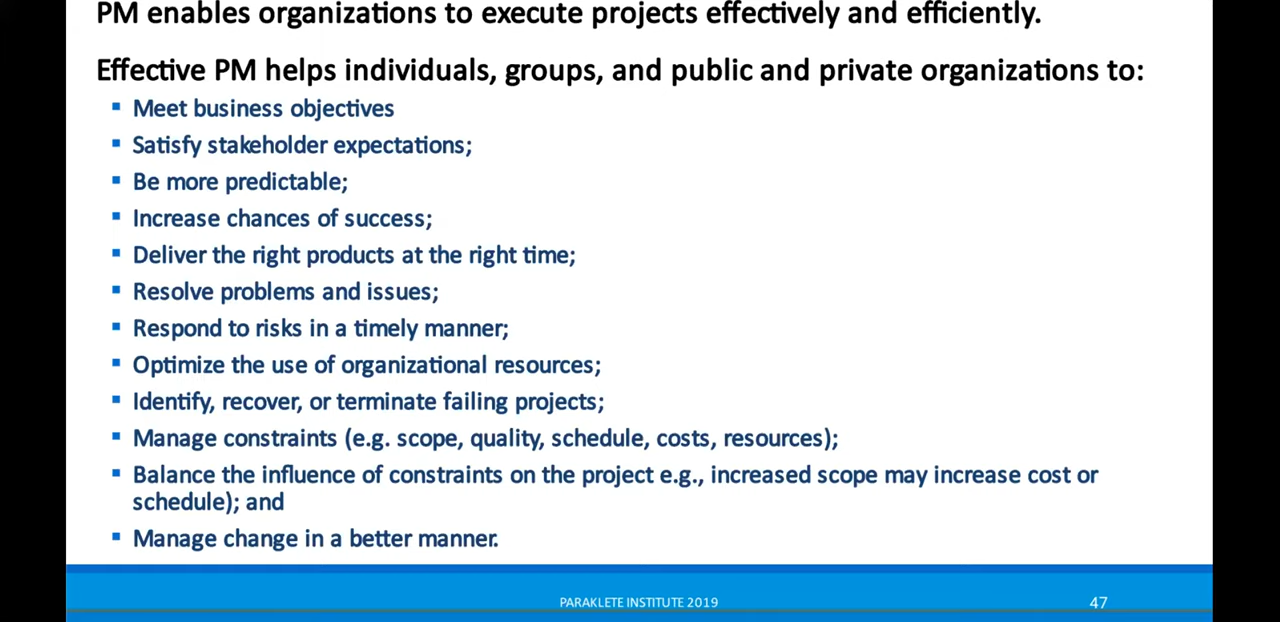 PM enables organizations to execute projects effectively and efficiently.
Effective PM helps individuals, groups, and public and private organizations to:
▪ Meet business objectives
▪ Satisfy stakeholder expectations;
▪ Be more predictable;
▪ Increase chances of success;
▪ Deliver the right products at the right time;
▪ Resolve problems and issues;
▪ Respond to risks in a timely manner;
▪ Optimize the use of organizational resources;
▪ Identify, recover, or terminate failing projects;
▪ Manage constraints (e.g. scope, quality, schedule, costs, resources);
▪ Balance the influence of constraints on the project e.g., increased scope may increase cost or
schedule); and
▪ Manage change in a better manner.
PARAKLETE INSTITUTE 2019
47